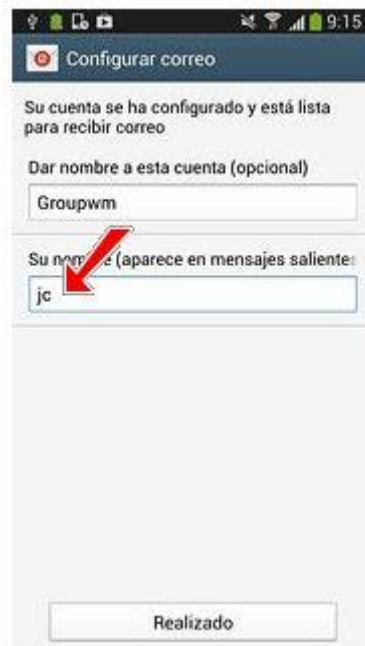 9:15
Configurar correo
Su cuenta se ha configurado y está lista
para recibir correo
Dar nombre a esta cuenta (opcional)
Groupwm
Su (aparece en mensajes saliente
jc
Realizado